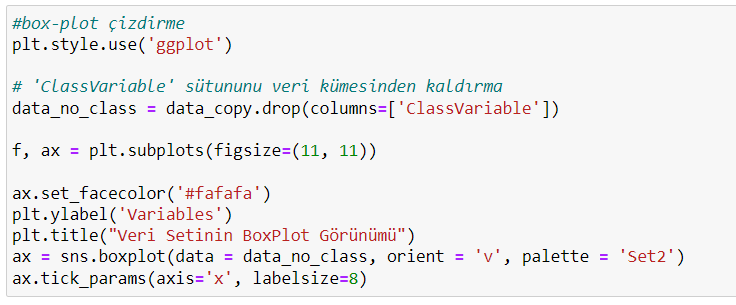 #box-plot çizdirme
plt.style.use('ggplot')
# 'ClassVariable' sütununu veri kümesinden kaldırma
data_no_class = data_copy.drop(columns=['ClassVariable'])
f, ax = plt.subplots(figsize=(11, 11))
ax.set_facecolor('#fafafa')
plt.ylabel('Variables')
plt.title("Veri Setinin BoxPlot Görünümü")
ax = sns.boxplot(data = data_no_class, orient = 'v', palette = 'Set2')
ax.tick_params(axis='x', labelsize=8)